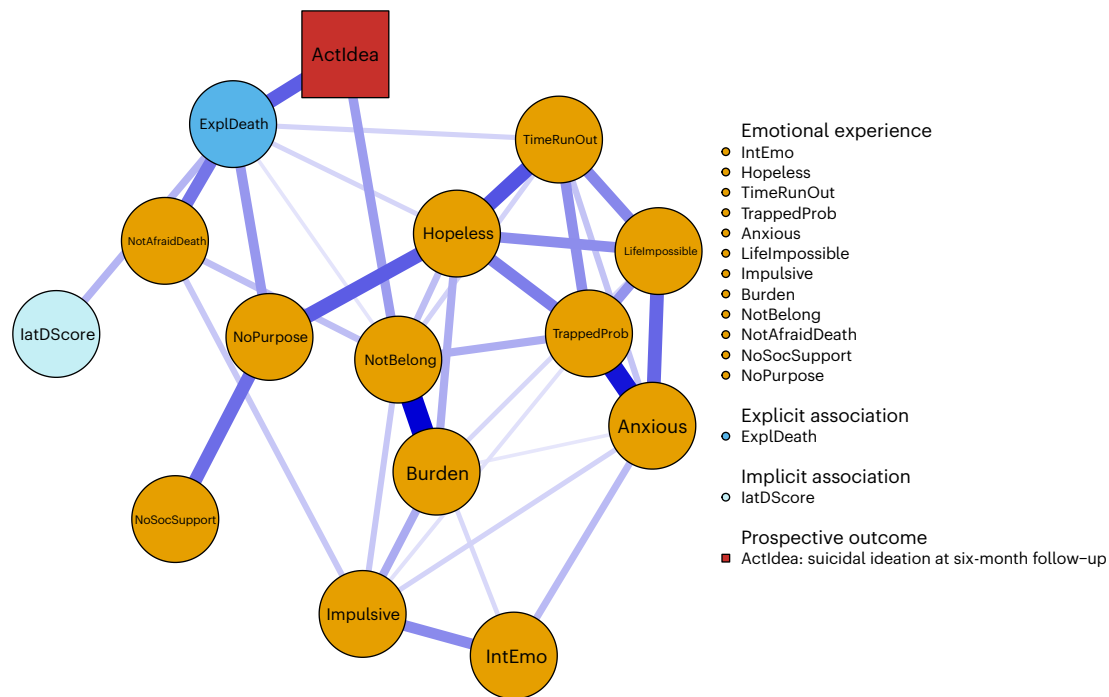 ActIdea
ExplDeath
TimeRunOut
NotAfraidDeath
Hopeless
LifeImpossible
IatDScore
NoPurpose
NotBelong
TrappedProb
Anxious
Burden
NoSocSupport
Impulsive
IntEmo
Emotional experience
IntEmo
Hopeless
TimeRunOut
TrappedProb
Anxious
LifeImpossible
Impulsive
Burden
NotBelong
NotAfraidDeath
NoSocSupport
NoPurpose
Explicit association
ExplDeath
Implicit association
IatDScore
Prospective outcome
ActIdea: suicidal ideation at six-month follow−up